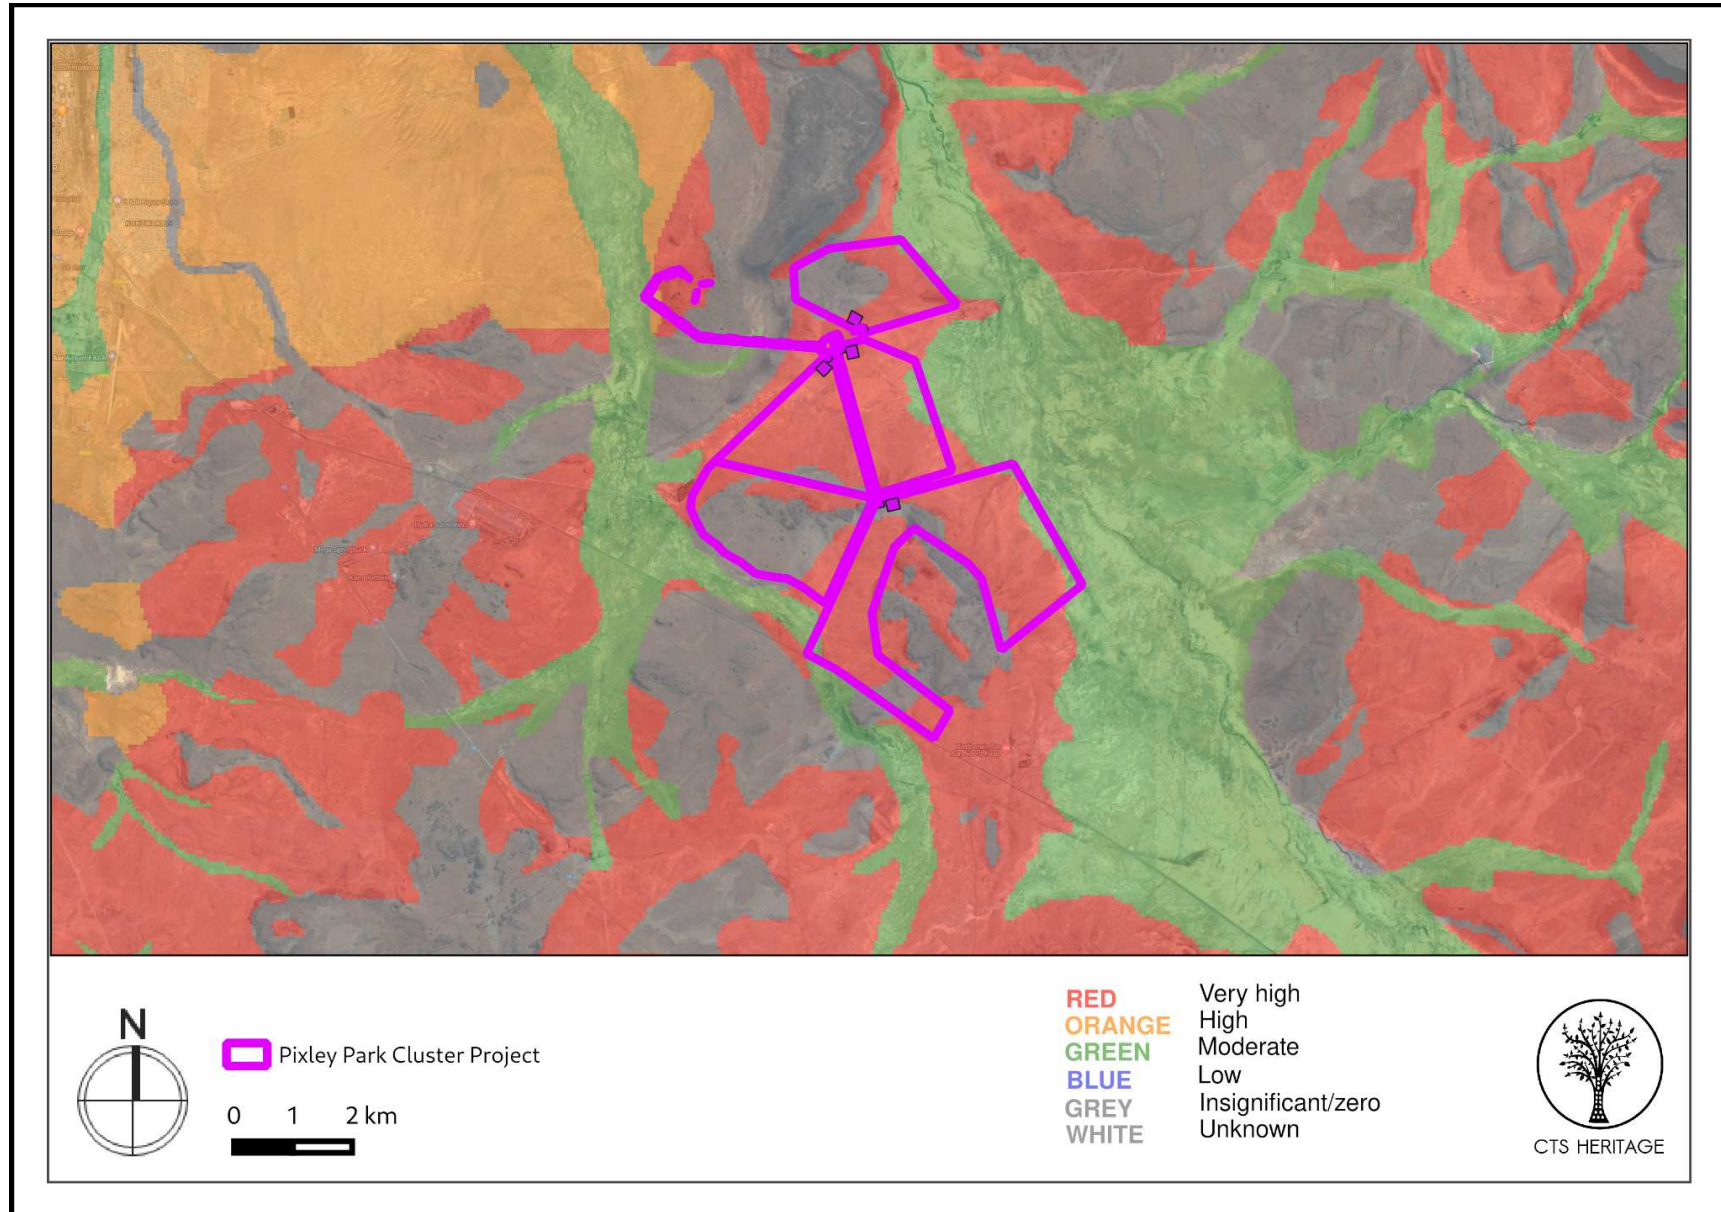 NONZWAKAZI
N
Pixley Park Cluster Project
0 1 2 km
RED Very high
ORANGE High
GREEN Moderate
BLUE Low
GREY Insignificant/zero
WHITE Unknown
CTS HERITAGE